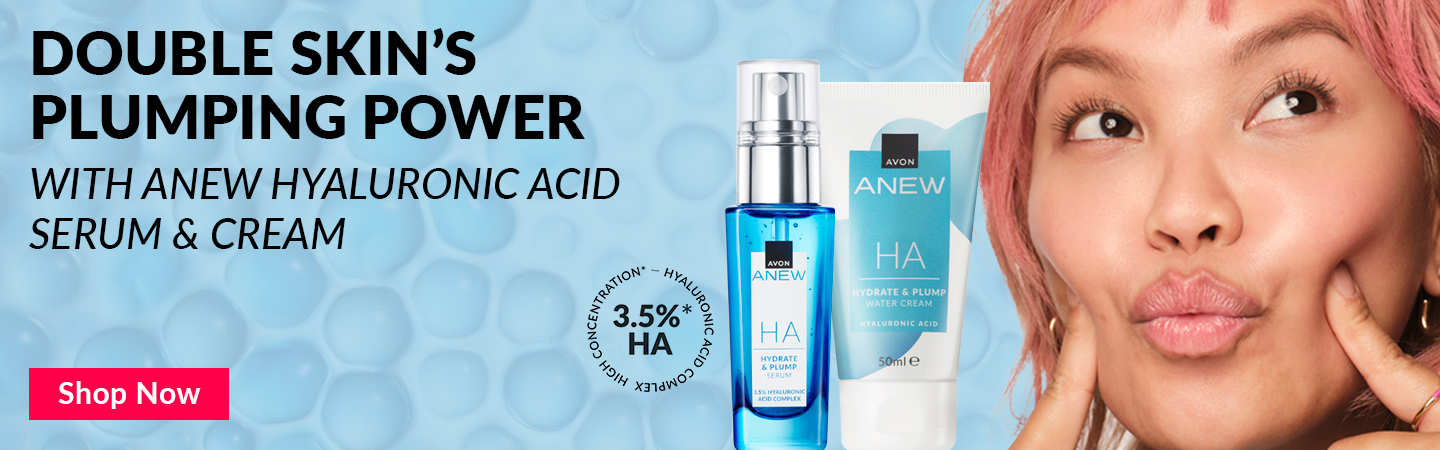 DOUBLE SKIN'S
PLUMPING POWER
WITH ANEW HYALURONIC ACID
SERUM & CREAM
Shop Now
HIGH CONCENTRATION* – HYALURONIC ACID COMPLEX
3.5%*
HA
AVON
ANEW
HA
HYDRATE
& PLUMP
SERUM
3.5% HYALURONIC
ACID COMPLEX
AVON
ANEW
HA
HYDRATE & PLUMP
WATER CREAM
HYALURONIC ACID
50ml e